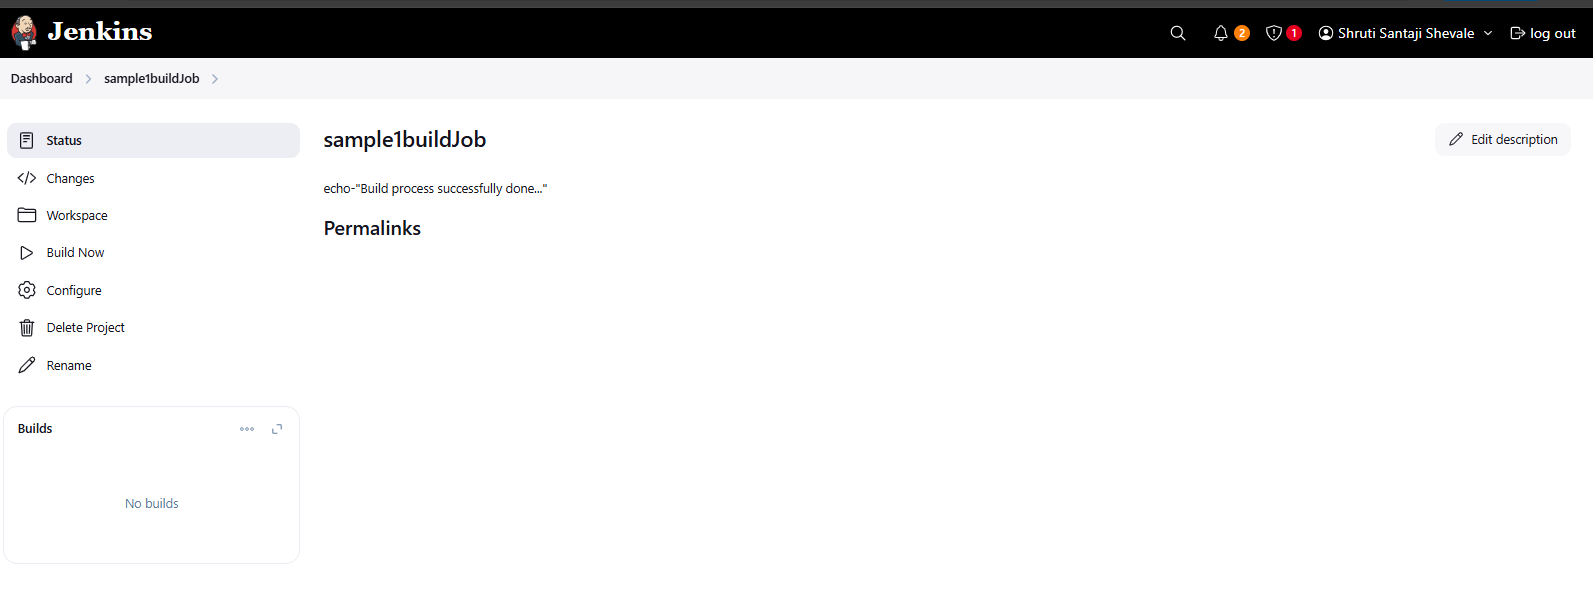 Jenkins
2 1 Shruti Santaji Shevale log out
Dashboard sample1buildJob
Status
Changes
Workspace
Build Now
Configure
Delete Project
Rename
Builds
No builds
sample1buildJob
Edit description
echo-"Build process successfully done..."
Permalinks